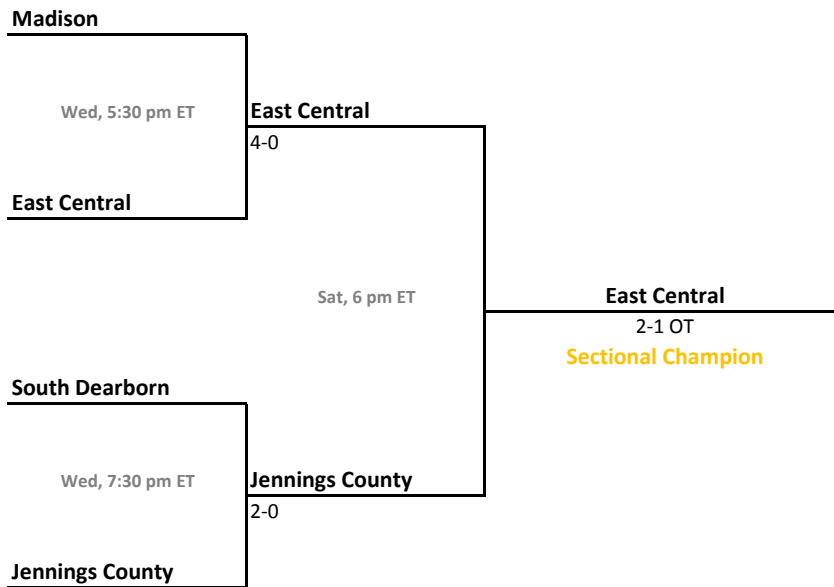 Madison
Wed, 5:30 pm ET
East Central
4-0
East Central
Sat, 6 pm ET
East Central
2-1 OT
Sectional Champion
South Dearborn
Wed, 7:30 pm ET
Jennings County
2-0
Jennings County